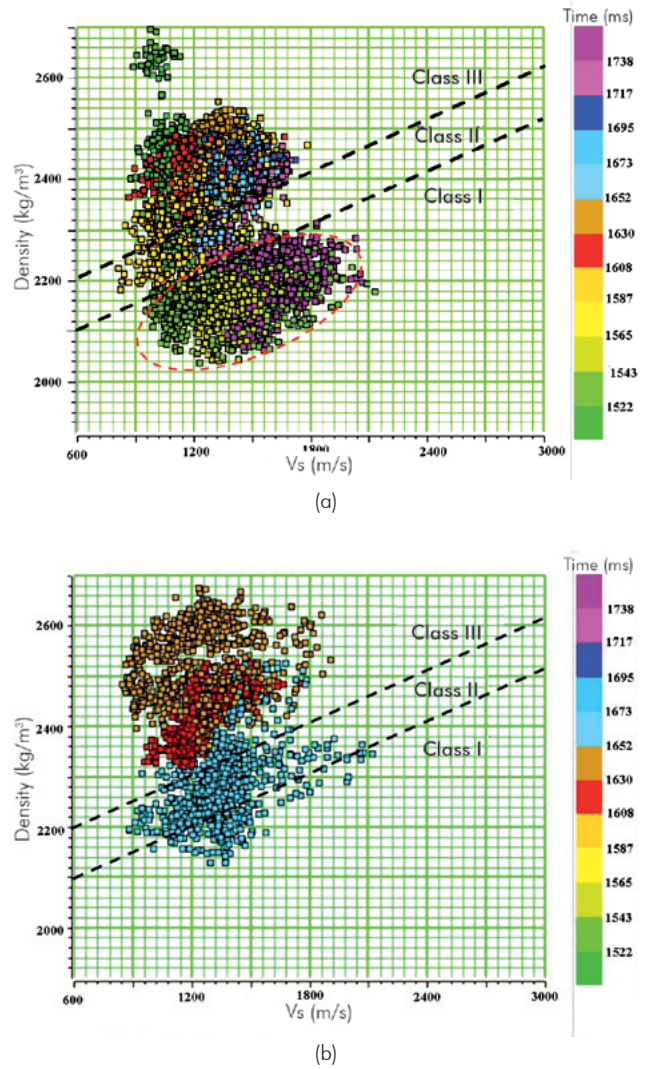 Time (ms)
2600
2400
2200
2000
Density (kg/m³)
Class III
Class II
Class I
1738
1717
1695
1673
1652
1630
1608
1587
1565
1543
1522
600
1200
1800
2400
3000
Vs (m/s)
(a)
Time (ms)
2600
2400
2200
2000
Density (kg/m³)
Class III
Class II
Class I
1738
1717
1695
1673
1652
1630
1608
1587
1565
1543
1522
600
1200
1800
2400
3000
Vs (m/s)
(b)